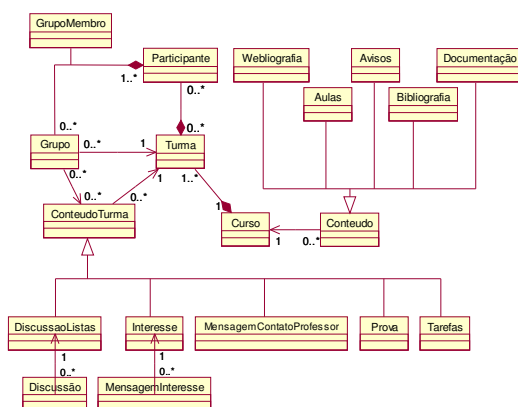 GrupoMembro
Participante
Webliografia
Avisos
Documentação
1..*
0..*
Aulas
Bibliografia
0..*
0..*
Grupo
0..*
1
Turma
0..*
0..*
1
1..*
ConteudoTurma
1
Curso
1
0..*
Conteudo
DiscussaoListas
Interesse
MensagemContatoProfessor
Prova
Tarefas
1
1
0..*
0..*
Discussão
MensagemInteresse